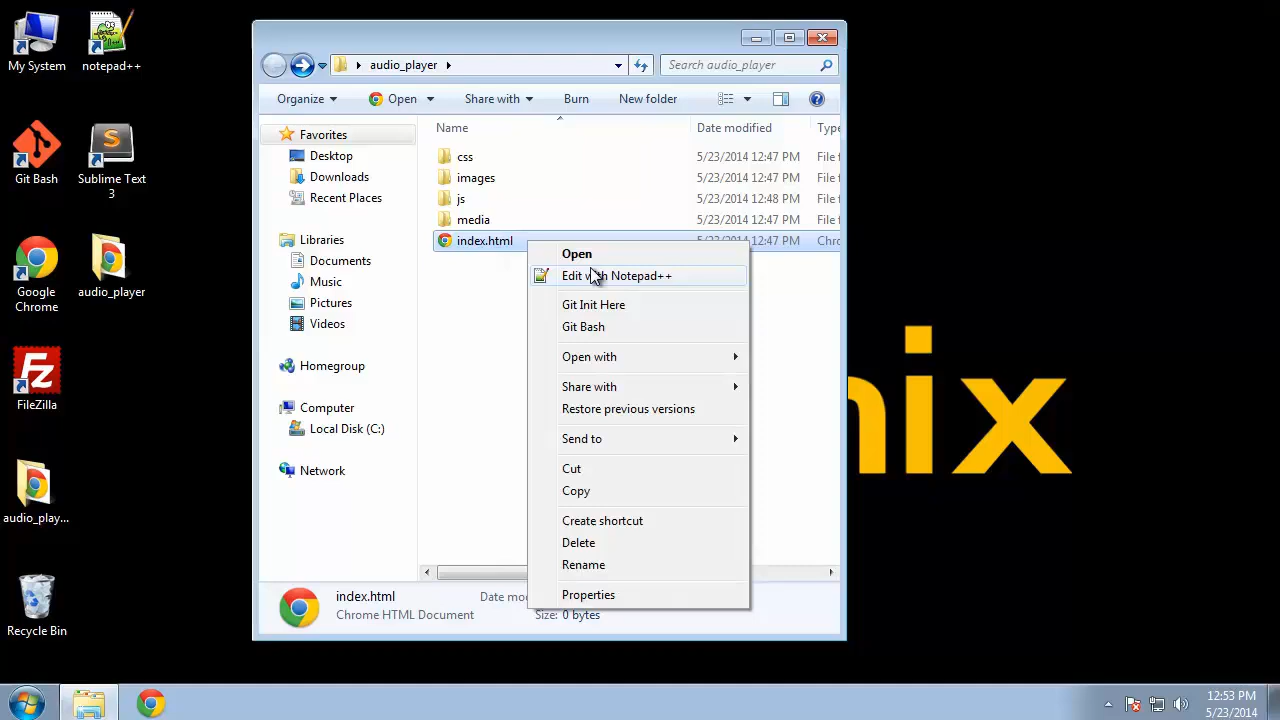 My System
notepad++
Git Bash
Sublime Text
3
Google
Chrome
audio_player
FileZilla
audio_play...
Recycle Bin
audio_player
Search audio_player
Organize
Open
Share with
Burn
New folder
Name
Date modified
Type
Favorites
Desktop
Downloads
Recent Places
Libraries
Documents
Music
Pictures
Videos
Homegroup
Computer
Local Disk (C:)
Network
css 5/23/2014 12:47 PM File f
images 5/23/2014 12:47 PM File f
js 5/23/2014 12:48 PM File f
media 5/23/2014 12:47 PM File f
index.html 5/23/2014 12:47 PM Chro
Open
Edit with Notepad++
Git Init Here
Git Bash
Open with
Share with
Restore previous versions
Send to
Cut
Copy
Create shortcut
Delete
Rename
Properties
index.html Date mo
Chrome HTML Document Size: 0 bytes
nix
12:53 PM
5/23/2014